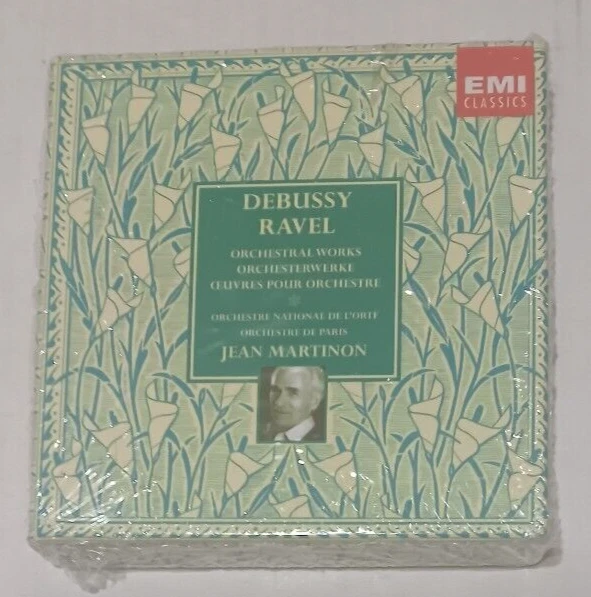 EMI
CLASSICS
DEBUSSY
RAVEL
ORCHESTRAL WORKS
ORCHESTERWERKE
ŒUVRES POUR ORCHESTRE
ORCHESTRE NATIONAL DE L'ORTF
ORCHESTRE DE PARIS
JEAN MARTINON